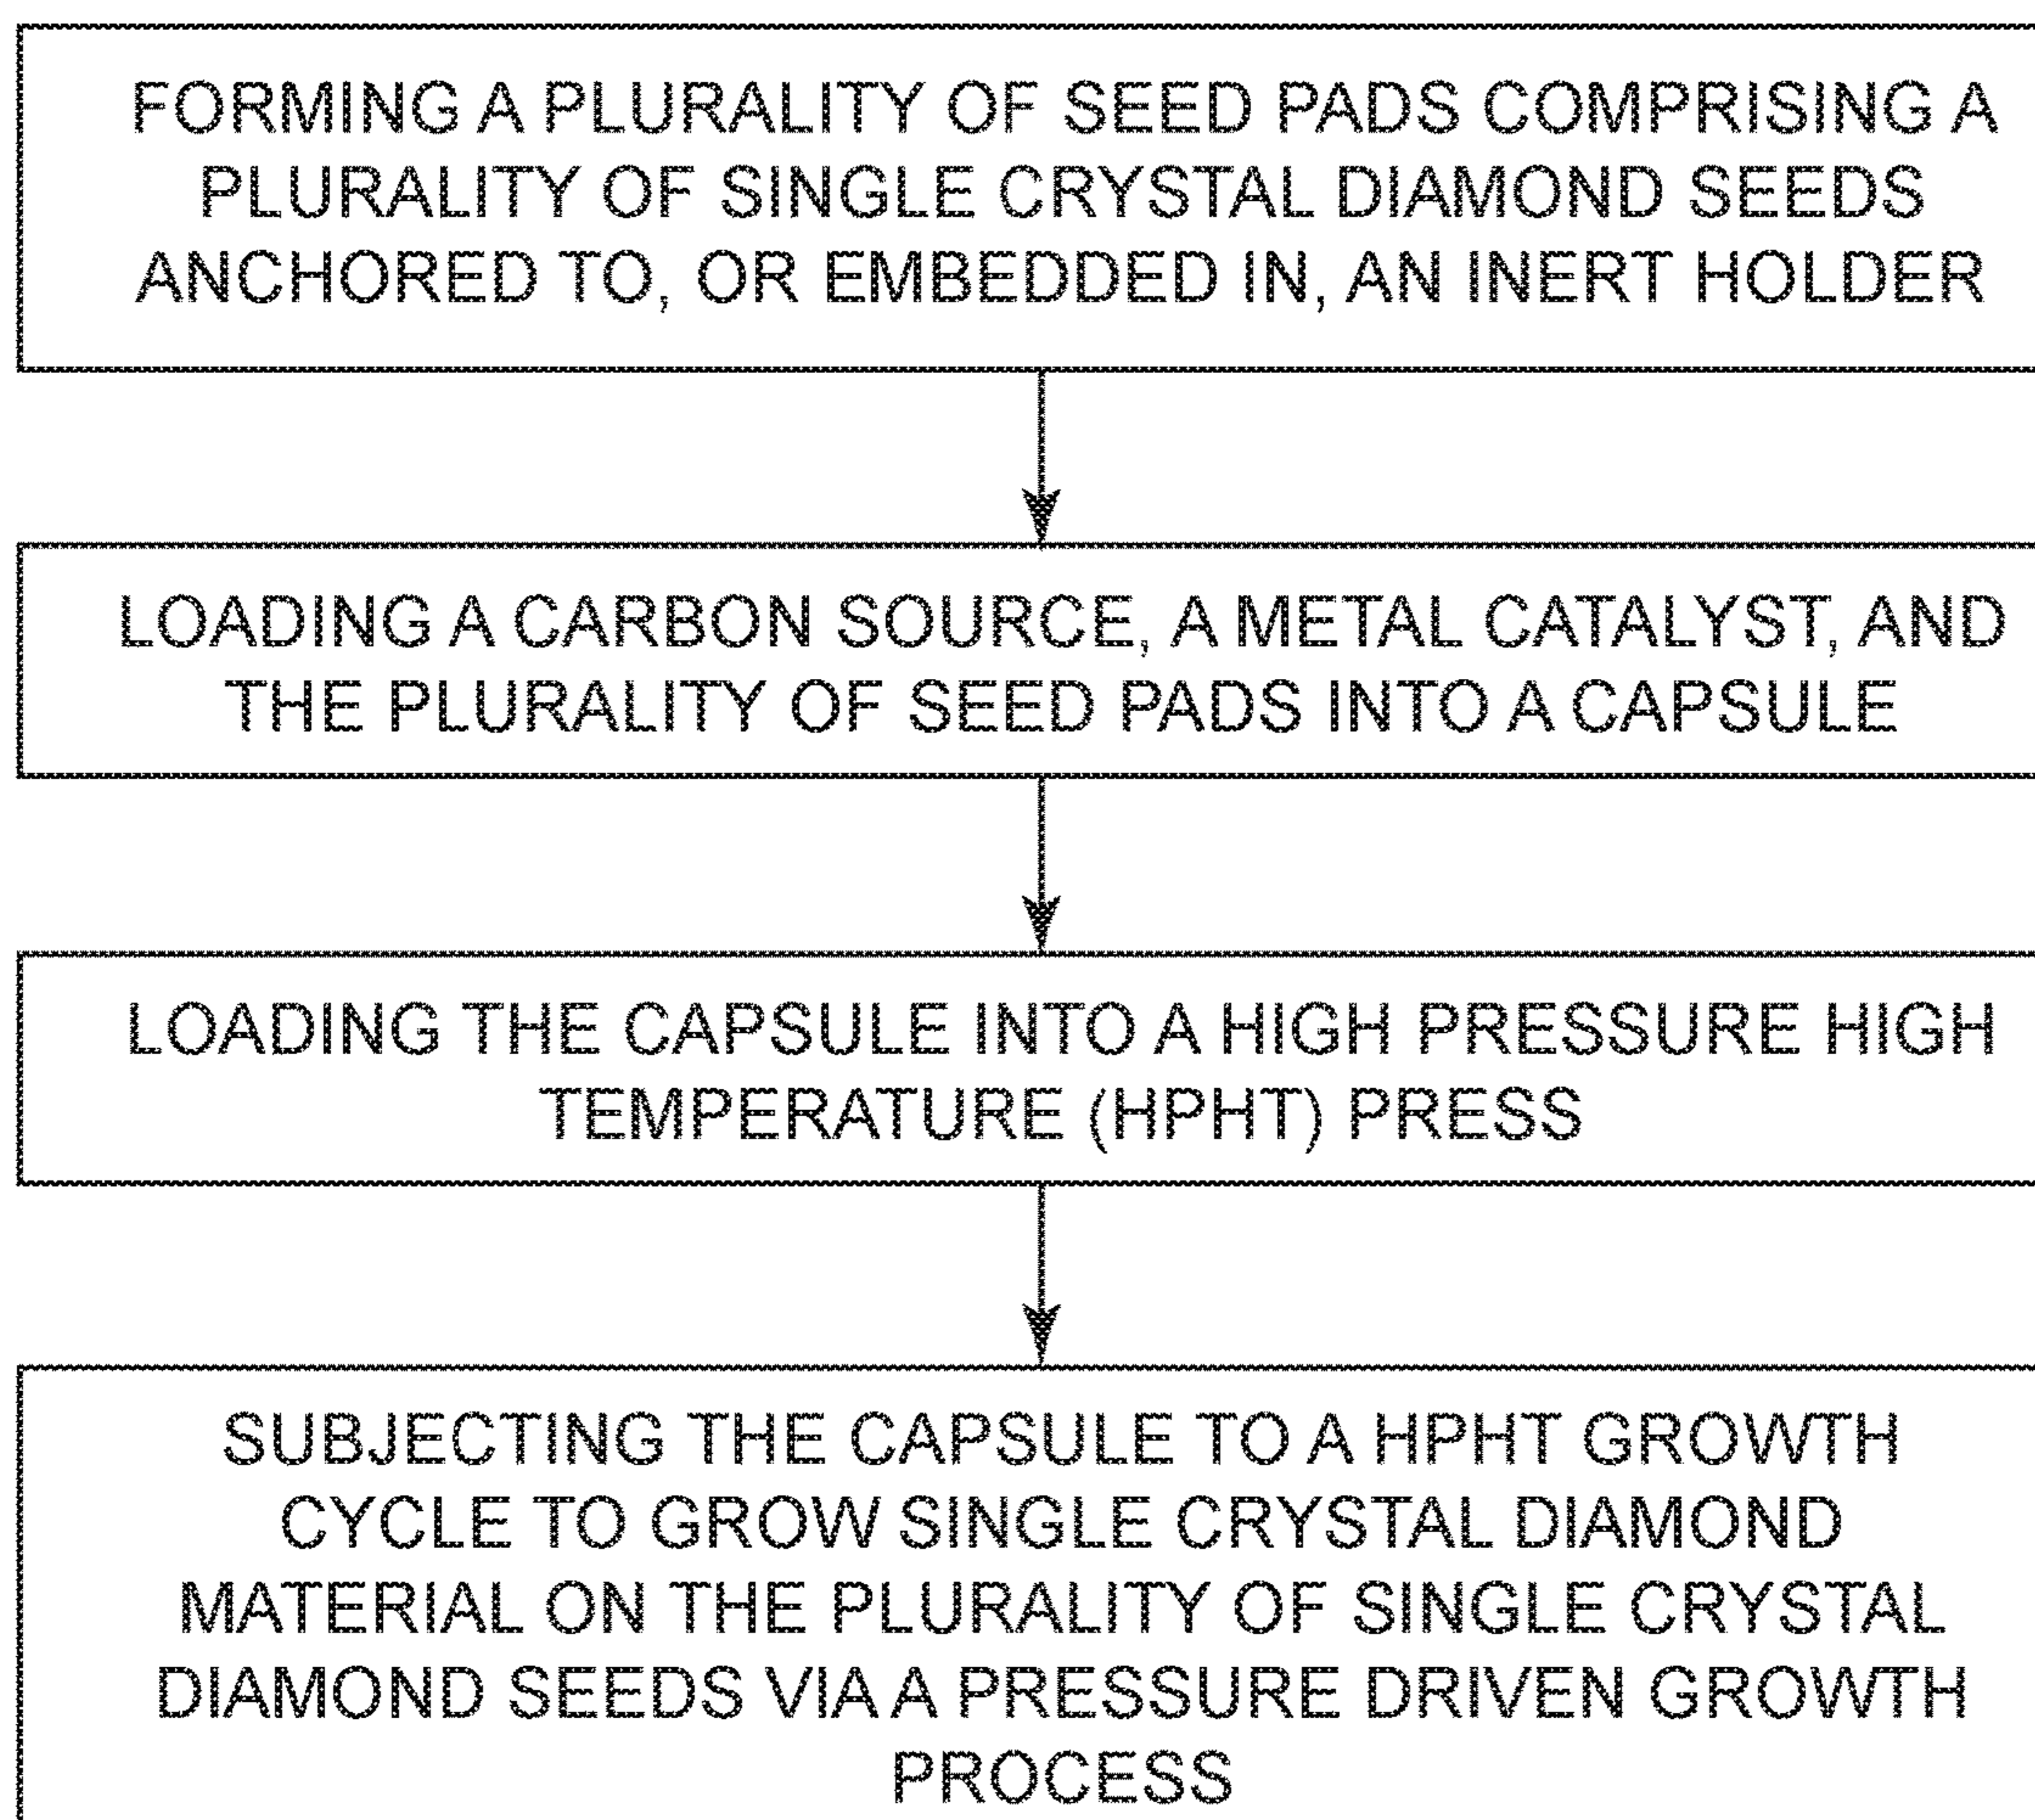 FORMING A PLURALITY OF SEED PADS COMPRISING A
PLURALITY OF SINGLE CRYSTAL DIAMOND SEEDS
ANCHORED TO, OR EMBEDDED IN, AN INERT HOLDER
LOADING A CARBON SOURCE, A METAL CATALYST, AND
THE PLURALITY OF SEED PADS INTO A CAPSULE
LOADING THE CAPSULE INTO A HIGH PRESSURE HIGH
TEMPERATURE (HPHT) PRESS
SUBJECTING THE CAPSULE TO A HPHT GROWTH
CYCLE TO GROW SINGLE CRYSTAL DIAMOND
MATERIAL ON THE PLURALITY OF SINGLE CRYSTAL
DIAMOND SEEDS VIA A PRESSURE DRIVEN GROWTH
PROCESS